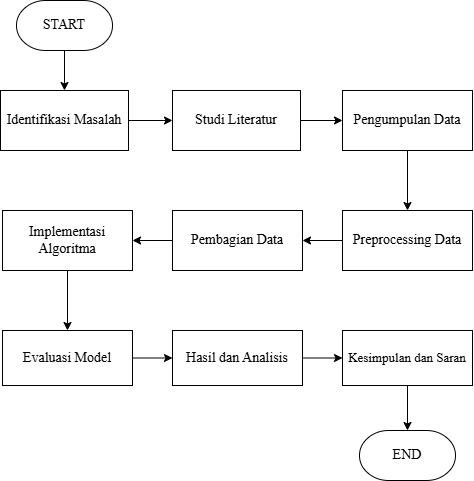 START
Identifikasi Masalah
Studi Literatur
Pengumpulan Data
Preprocessing Data
Pembagian Data
Implementasi
Algoritma
Evaluasi Model
Hasil dan Analisis
Kesimpulan dan Saran
END